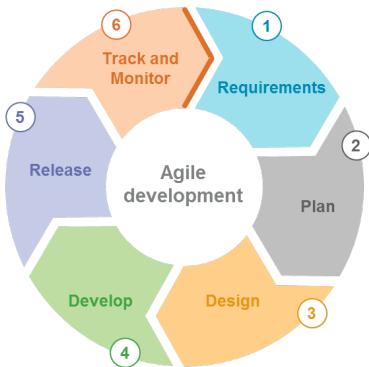 1
Requirements
2
Plan
3
Design
4
Develop
5
Release
6
Track and
Monitor
Agile
development